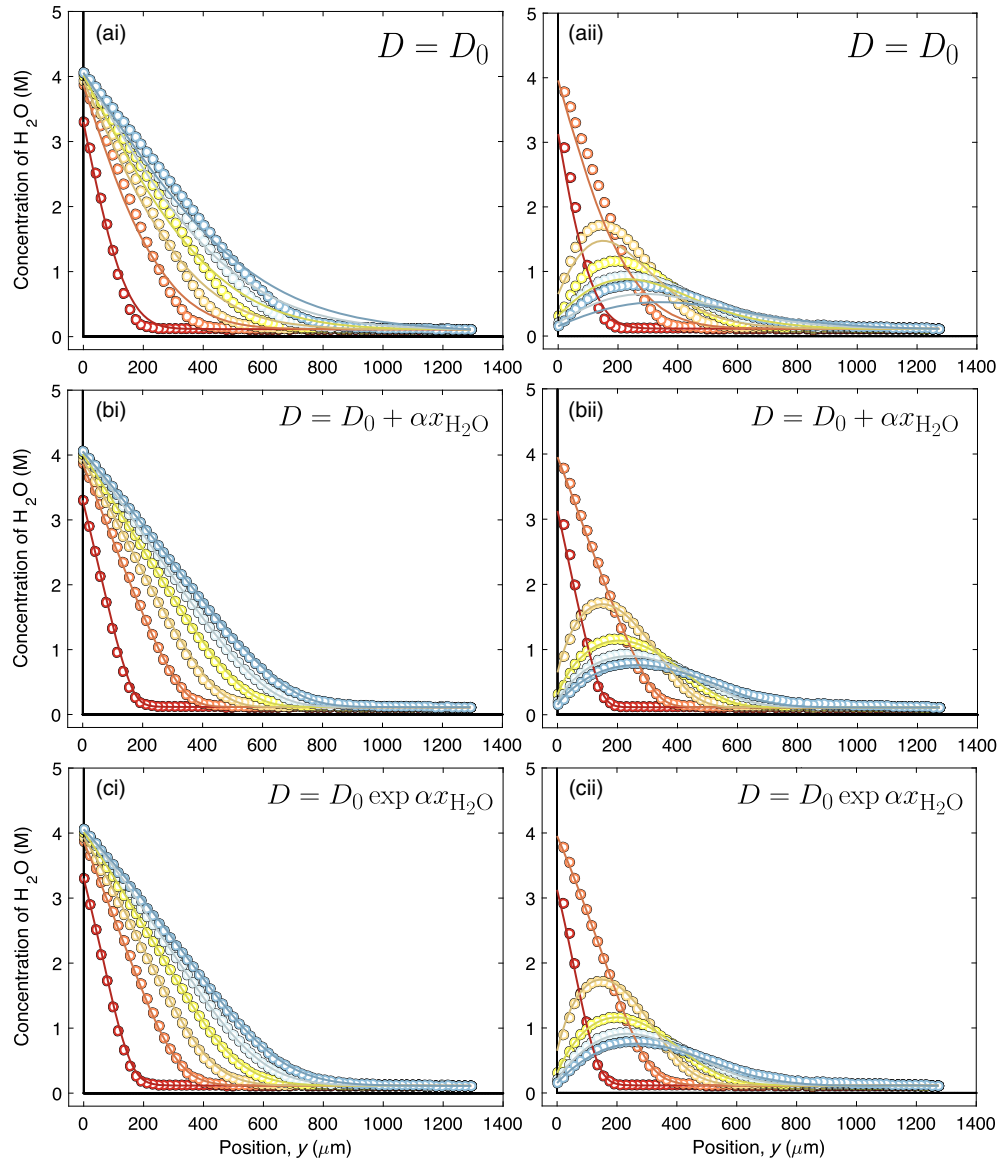 (ai)
D = D₀
Concentration of H₂O (M)
5
4
3
2
1
0
0 200 400 600 800 1000 1200 1400
(aii)
D = D₀
5
4
3
2
1
0
0 200 400 600 800 1000 1200 1400
(bi)
D = D₀ + αx_H₂O
Concentration of H₂O (M)
5
4
3
2
1
0
0 200 400 600 800 1000 1200 1400
(bii)
D = D₀ + αx_H₂O
5
4
3
2
1
0
0 200 400 600 800 1000 1200 1400
(ci)
D = D₀ exp αx_H₂O
Concentration of H₂O (M)
5
4
3
2
1
0
0 200 400 600 800 1000 1200 1400
Position, y (μm)
(cii)
D = D₀ exp αx_H₂O
5
4
3
2
1
0
0 200 400 600 800 1000 1200 1400
Position, y (μm)